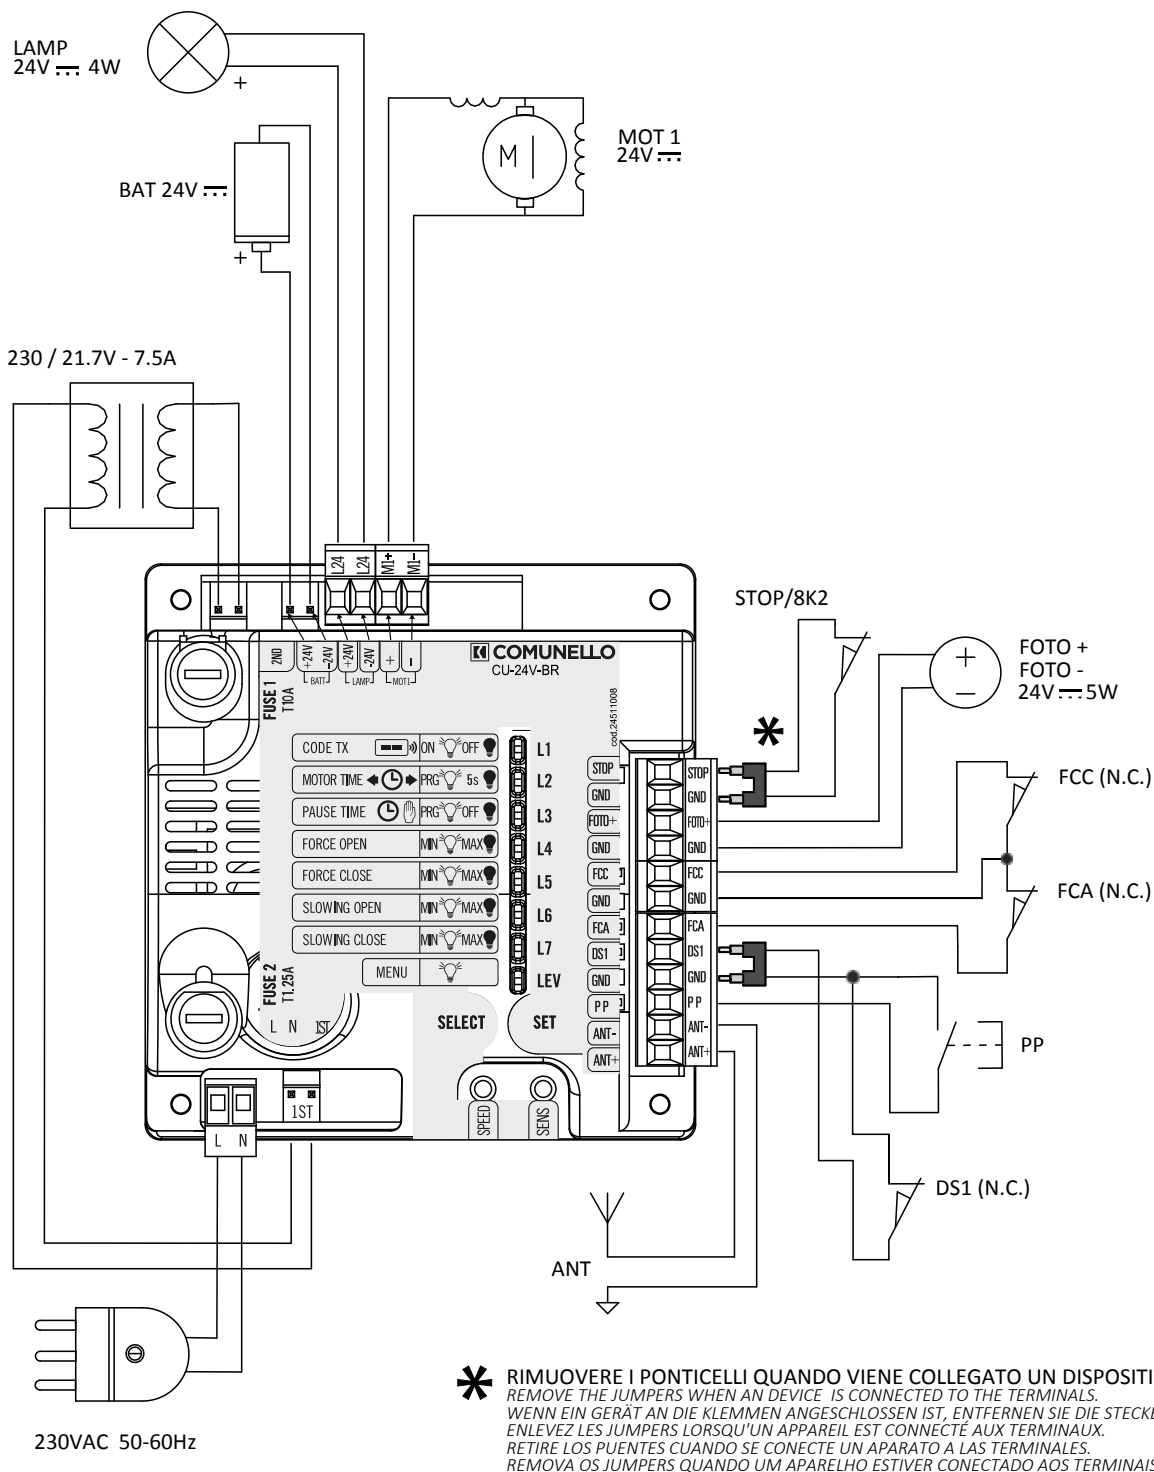 LAMP
24V 4W
+
BAT 24V
+
M
MOT 1
24V
230 / 21.7V - 7.5A
L24 L24 M1+ M1-
2ND +24V -24V +24V -24V + -
BATT LAMP MOT1
COMUNELLO
CU-24V-BR
cod.24511008
FUSE 1
T10A
CODE TX ON OFF L1
MOTOR TIME PRG 5s L2
PAUSE TIME PRG OFF L3
FORCE OPEN MIN MAX L4
FORCE CLOSE MIN MAX L5
SLOWING OPEN MIN MAX L6
SLOWING CLOSE MIN MAX L7
MENU LEV
FUSE 2
T1.25A
L N 1ST
SELECT SET
SPEED SENS
L N
1ST
STOP STOP
GND GND
FOTO+ FOTO+
GND GND
FCC FCC
GND GND
FCA FCA
DS1 DS1
GND GND
PP PP
ANT- ANT-
ANT+ ANT+
STOP/8K2
*
+
−
FOTO +
FOTO -
24V 5W
FCC (N.C.)
FCA (N.C.)
PP
DS1 (N.C.)
ANT
230VAC 50-60Hz
* RIMUOVERE I PONTICELLI QUANDO VIENE COLLEGATO UN DISPOSITI
REMOVE THE JUMPERS WHEN AN DEVICE IS CONNECTED TO THE TERMINALS.
WENN EIN GERÄT AN DIE KLEMMEN ANGESCHLOSSEN IST, ENTFERNEN SIE DIE STECKE
ENLEVEZ LES JUMPERS LORSQU'UN APPAREIL EST CONNECTÉ AUX TERMINAUX.
RETIRE LOS PUENTES CUANDO SE CONECTE UN APARATO A LAS TERMINALES.
REMOVA OS JUMPERS QUANDO UM APARELHO ESTIVER CONECTADO AOS TERMINAIS